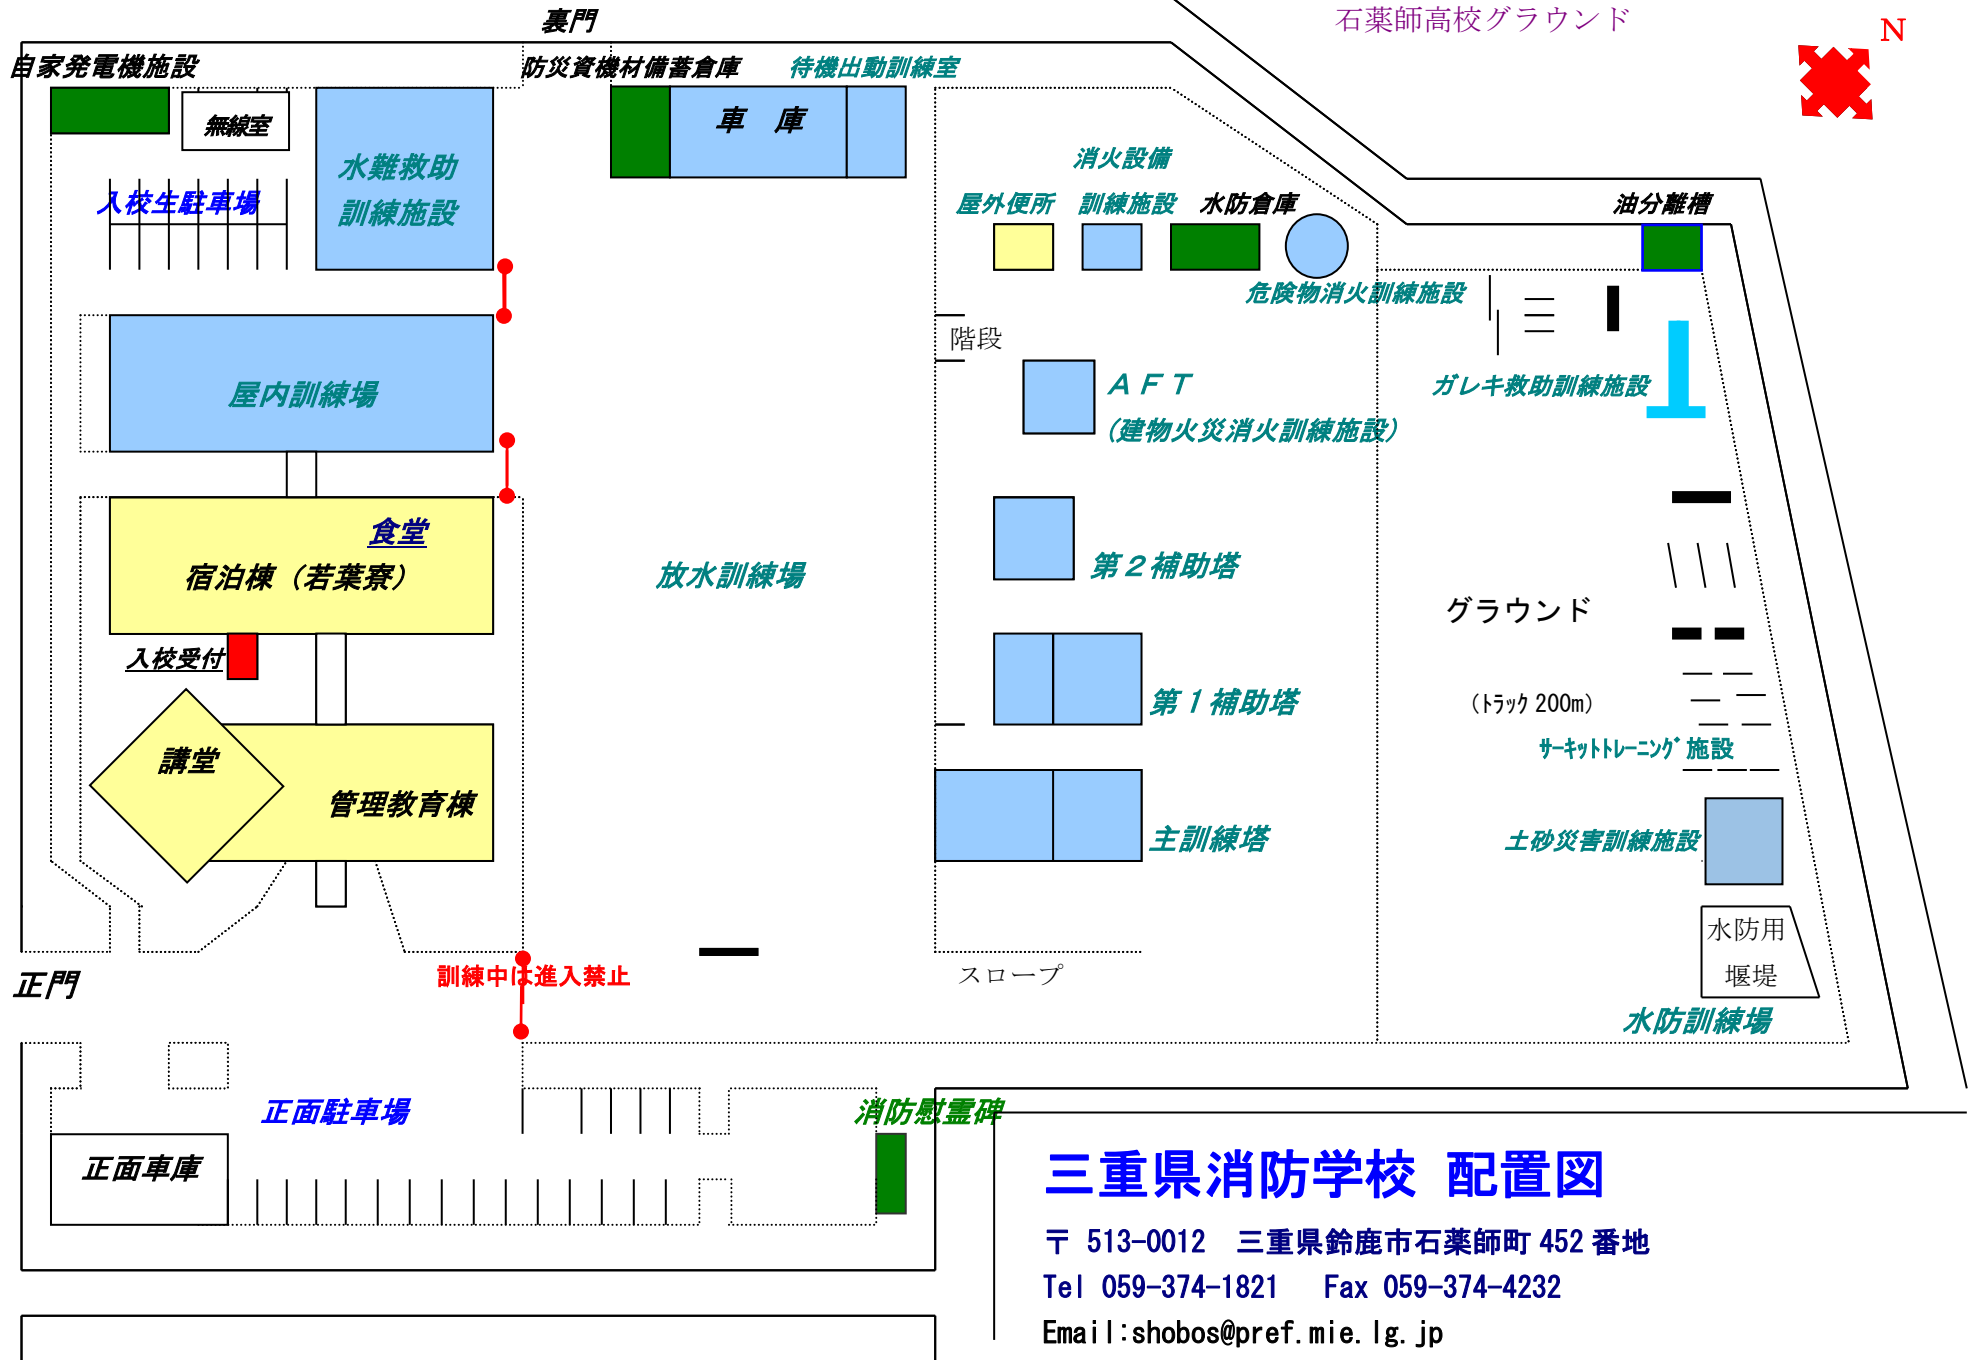 裏門
石薬師高校グラウンド
N
自家発電機施設
防災資機材備蓄倉庫
待機出動訓練室
無線室
車 庫
水難救助
訓練施設
消火設備
訓練施設
入校生駐車場
屋外便所
水防倉庫
油分離槽
危険物消火訓練施設
階段
屋内訓練場
AFT
(建物火災消火訓練施設)
ガレキ救助訓練施設
食堂
宿泊棟(若葉寮)
放水訓練場
第2補助塔
グラウンド
入校受付
第1補助塔
(トラック 200m)
サーキットトレーニング施設
講堂
管理教育棟
主訓練塔
土砂災害訓練施設
水防用
堰堤
正門
訓練中は進入禁止
スロープ
水防訓練場
正面駐車場
消防慰霊碑
正面車庫
三重県消防学校 配置図
〒 513-0012 三重県鈴鹿市石薬師町 452 番地
Tel 059-374-1821 Fax 059-374-4232
Email:shobos@pref.mie.lg.jp